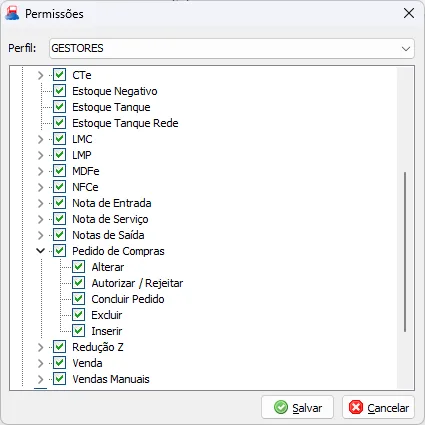 Permissões
Perfil: GESTORES
CTe
Estoque Negativo
Estoque Tanque
Estoque Tanque Rede
LMC
LMP
MDFe
NFCe
Nota de Entrada
Nota de Serviço
Notas de Saída
Pedido de Compras
Alterar
Autorizar / Rejeitar
Concluir Pedido
Excluir
Inserir
Redução Z
Venda
Vendas Manuais
Salvar Cancelar